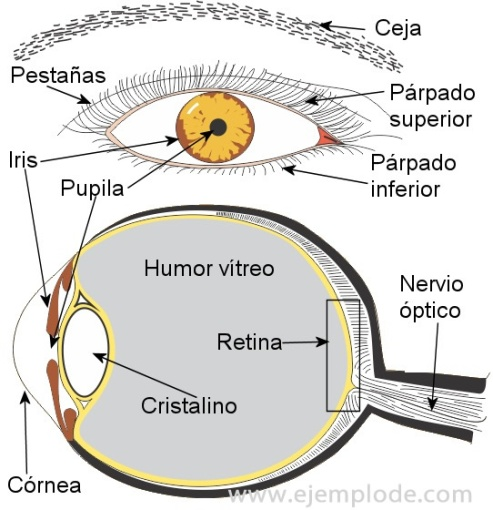 Ceja
Pestañas
Párpado
superior
Iris
Pupila
Párpado
inferior
Humor vítreo
Nervio
óptico
Retina
Cristalino
Córnea
www.ejemplode.com